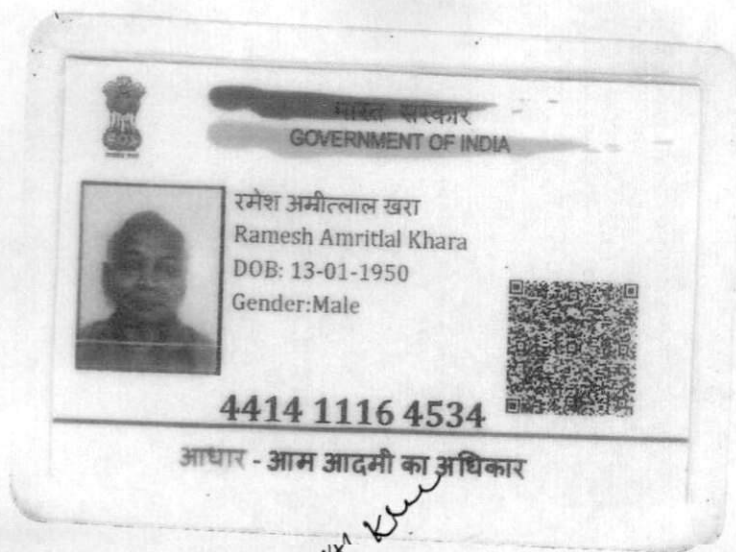 भारत सरकार
GOVERNMENT OF INDIA
रमेश अम्रीत्लाल खरा
Ramesh Amritlal Khara
DOB: 13-01-1950
Gender:Male
4414 1116 4534
आधार - आम आदमी का अधिकार